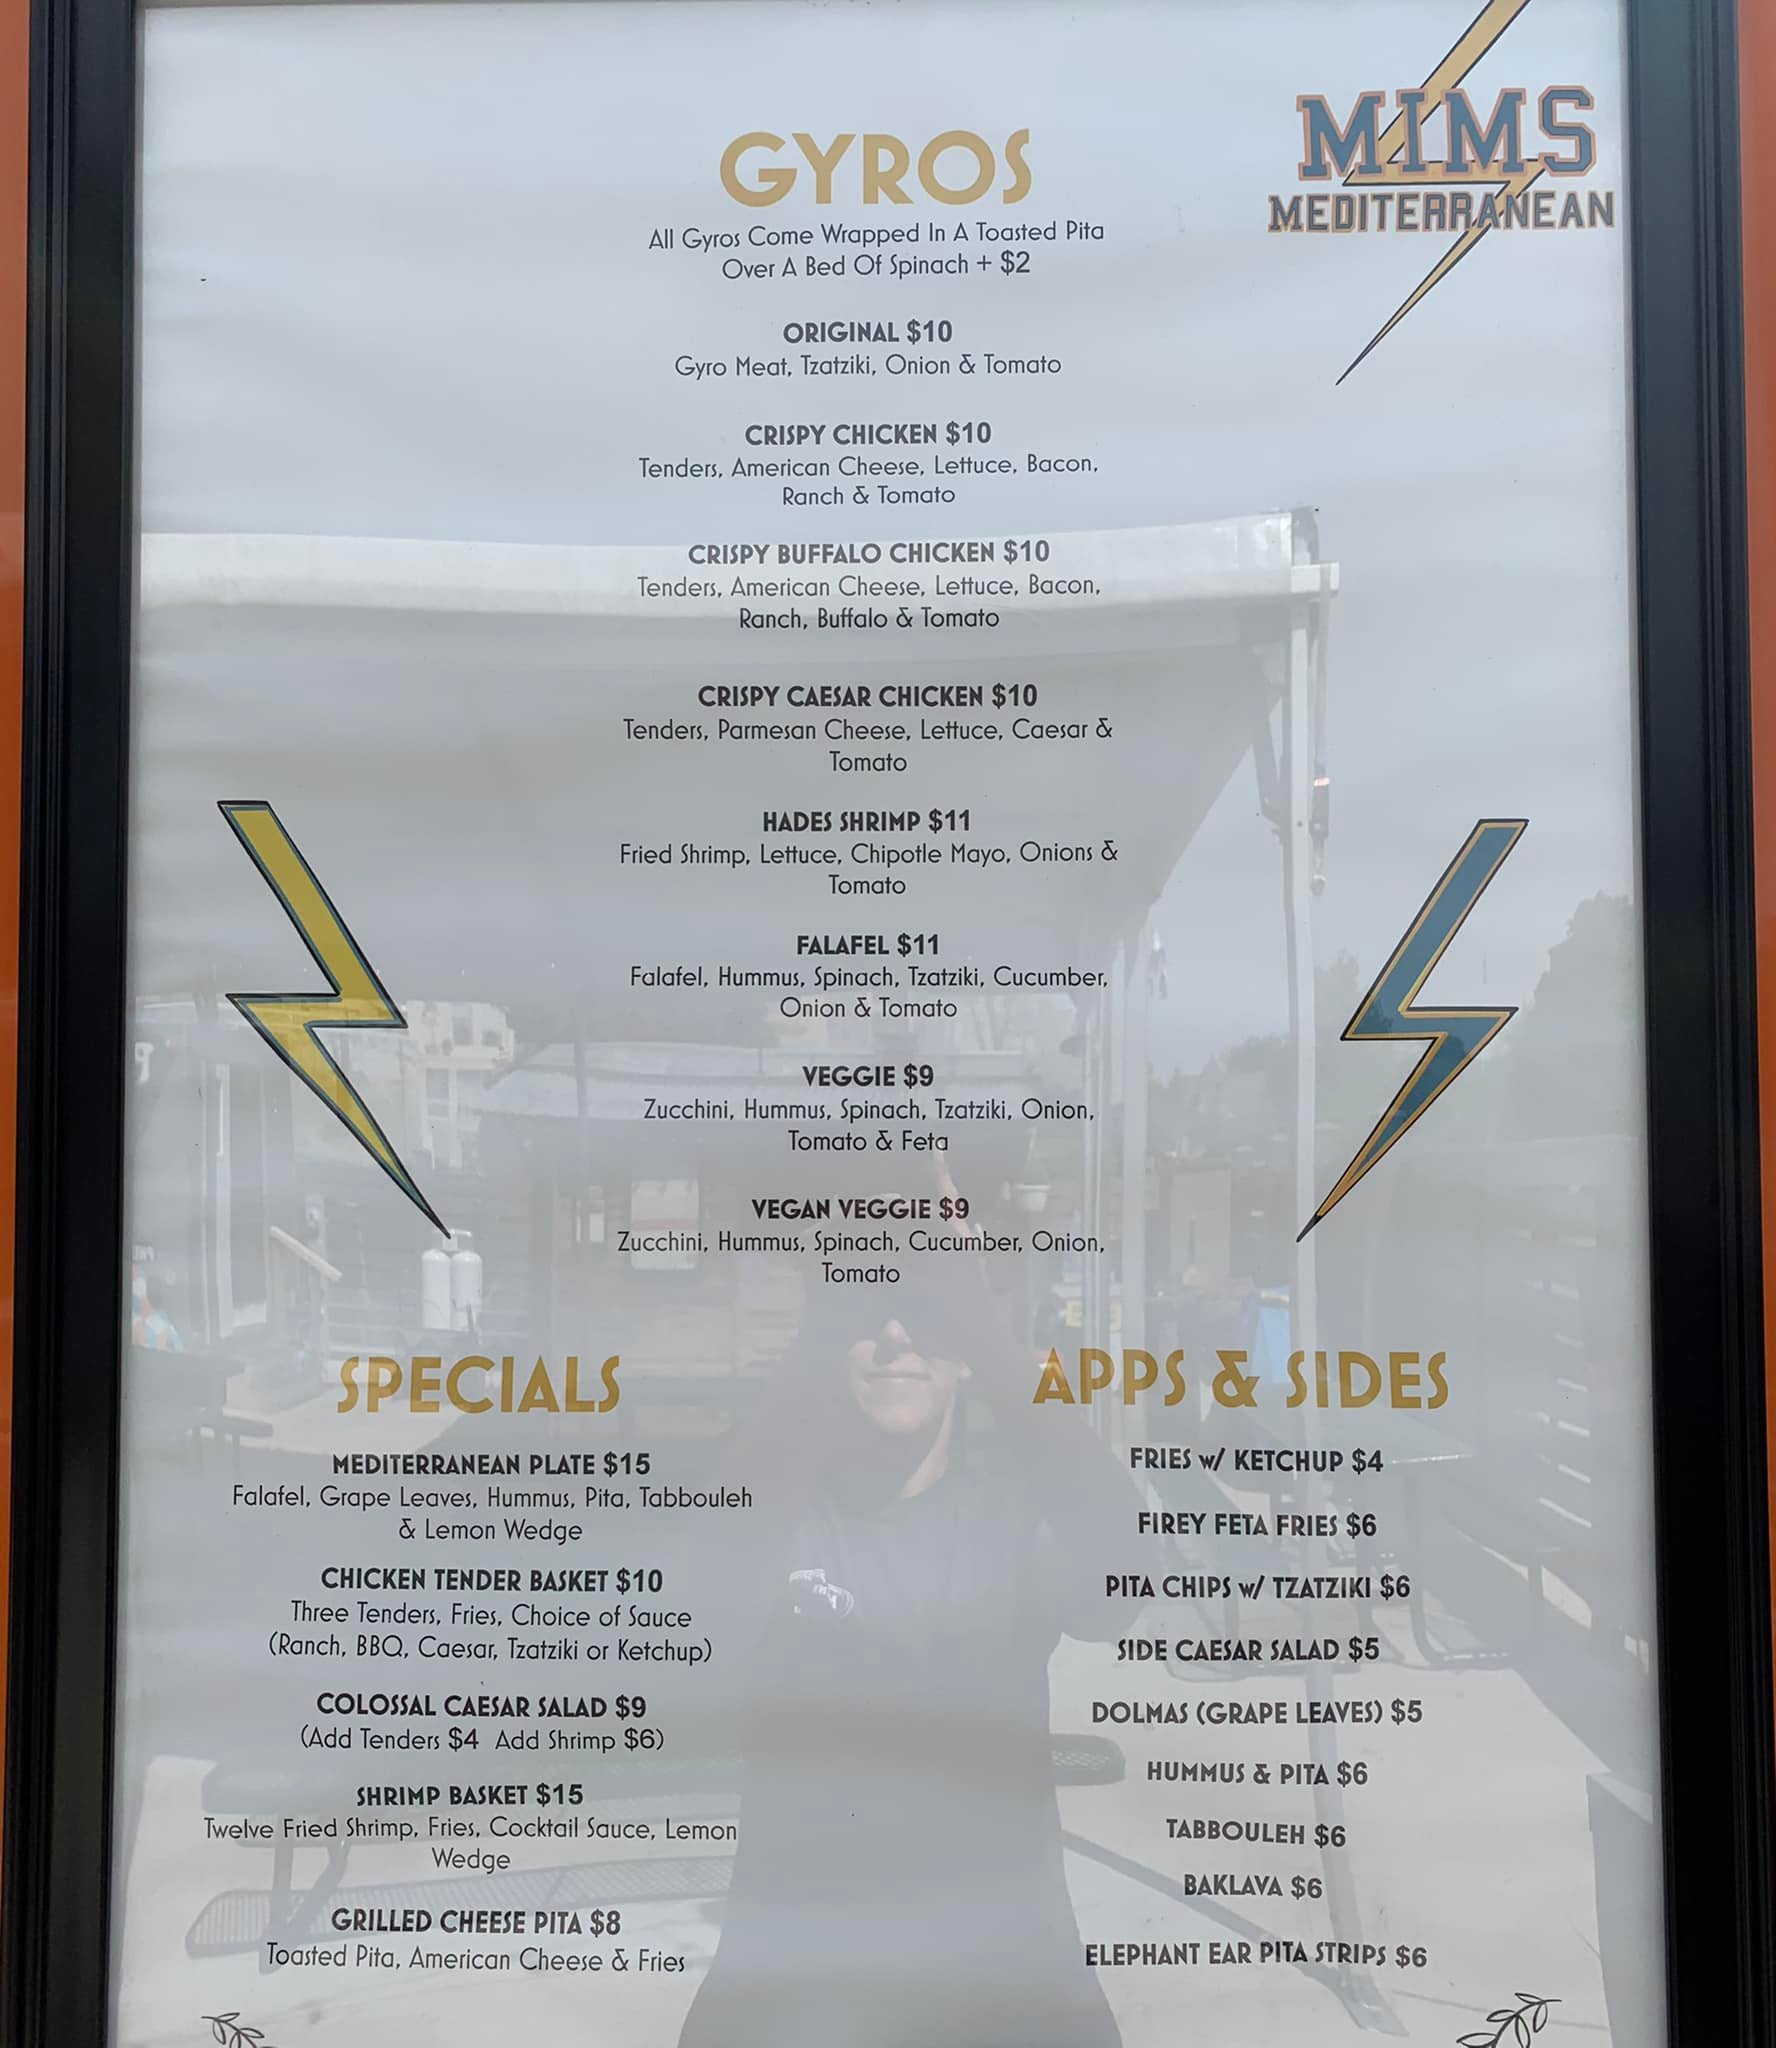 MIMS
MEDITERRANEAN
GYROS
All Gyros Come Wrapped In A Toasted Pita
Over A Bed Of Spinach + $2
ORIGINAL $10
Gyro Meat, Tzatziki, Onion & Tomato
CRISPY CHICKEN $10
Tenders, American Cheese, Lettuce, Bacon,
Ranch & Tomato
CRISPY BUFFALO CHICKEN $10
Tenders, American Cheese, Lettuce, Bacon,
Ranch, Buffalo & Tomato
CRISPY CAESAR CHICKEN $10
Tenders, Parmesan Cheese, Lettuce, Caesar &
Tomato
HADES SHRIMP $11
Fried Shrimp, Lettuce, Chipotle Mayo, Onions &
Tomato
FALAFEL $11
Falafel, Hummus, Spinach, Tzatziki, Cucumber,
Onion & Tomato
VEGGIE $9
Zucchini, Hummus, Spinach, Tzatziki, Onion,
Tomato & Feta
VEGAN VEGGIE $9
Zucchini, Hummus, Spinach, Cucumber, Onion,
Tomato
SPECIALS
MEDITERRANEAN PLATE $15
Falafel, Grape Leaves, Hummus, Pita, Tabbouleh
& Lemon Wedge
CHICKEN TENDER BASKET $10
Three Tenders, Fries, Choice of Sauce
(Ranch, BBQ, Caesar, Tzatziki or Ketchup)
COLOSSAL CAESAR SALAD $9
(Add Tenders $4 Add Shrimp $6)
SHRIMP BASKET $15
Twelve Fried Shrimp, Fries, Cocktail Sauce, Lemon
Wedge
GRILLED CHEESE PITA $8
Toasted Pita, American Cheese & Fries
APPS & SIDES
FRIES w/ KETCHUP $4
FIREY FETA FRIES $6
PITA CHIPS w/ TZATZIKI $6
SIDE CAESAR SALAD $5
DOLMAS (GRAPE LEAVES) $5
HUMMUS & PITA $6
TABBOULEH $6
BAKLAVA $6
ELEPHANT EAR PITA STRIPS $6